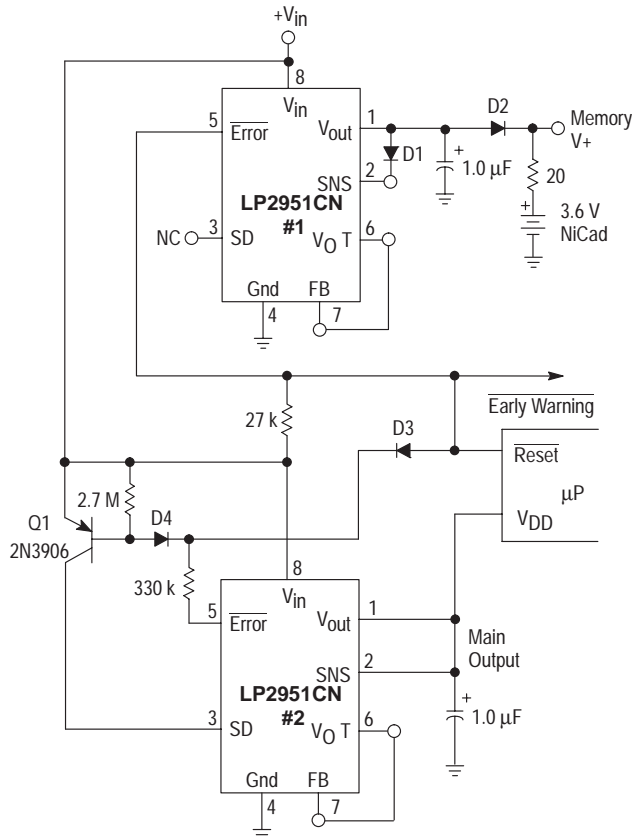 +Vin
8
Vin
5
Error
Vout
1
D2
Memory
V+
D1
+
1.0 µF
20
SNS
2
LP2951CN
#1
+
3.6 V
NiCad
NC
3
SD
VO T
6
Gnd
FB
4
7
27 k
Early Warning
D3
Reset
µP
VDD
2.7 M
D4
Q1
2N3906
330 k
8
Vin
5
Error
Vout
1
Main
Output
SNS
2
LP2951CN
#2
+
1.0 µF
3
SD
VO T
6
Gnd
FB
4
7